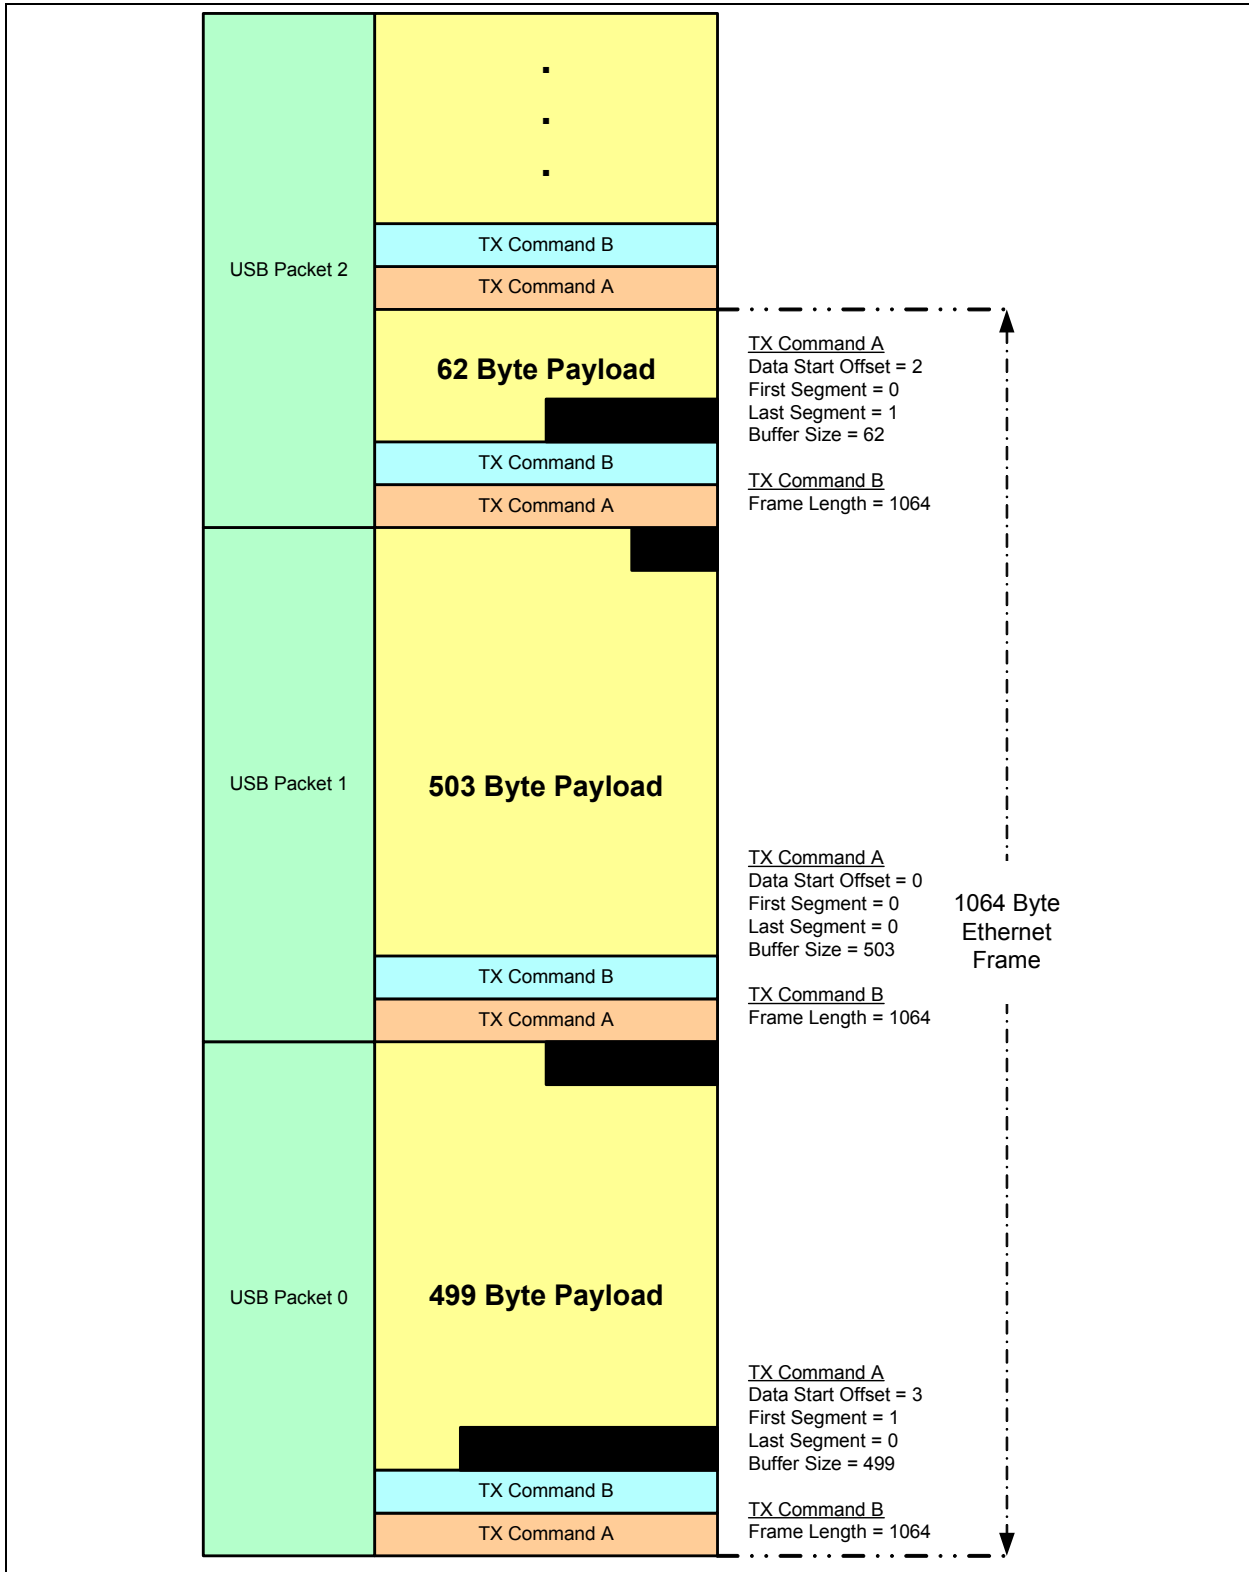 USB Packet 2
TX Command B
TX Command A
62 Byte Payload
TX Command B
TX Command A
TX Command A
Data Start Offset = 2
First Segment = 0
Last Segment = 1
Buffer Size = 62
TX Command B
Frame Length = 1064
USB Packet 1
503 Byte Payload
TX Command B
TX Command A
TX Command A
Data Start Offset = 0
First Segment = 0
Last Segment = 0
Buffer Size = 503
TX Command B
Frame Length = 1064
1064 Byte
Ethernet
Frame
USB Packet 0
499 Byte Payload
TX Command B
TX Command A
TX Command A
Data Start Offset = 3
First Segment = 1
Last Segment = 0
Buffer Size = 499
TX Command B
Frame Length = 1064